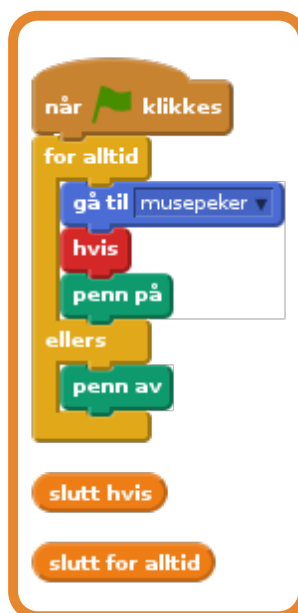 når klikkes
for alltid
gå til musepeker
hvis
penn på
ellers
penn av
slutt hvis
slutt for alltid